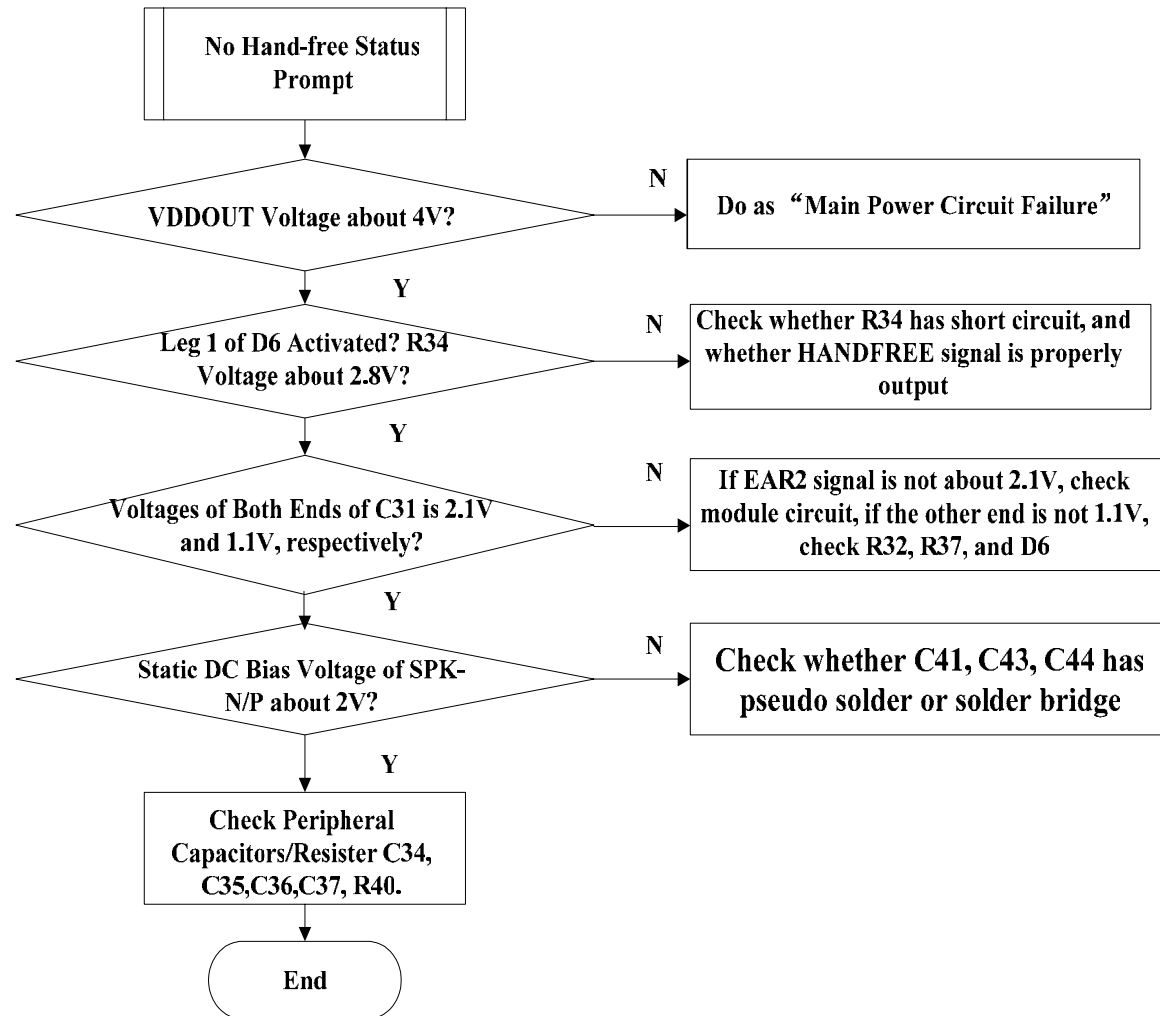 No Hand-free Status
Prompt
VDDOUT Voltage about 4V?
N
Do as “Main Power Circuit Failure”
Y
Leg 1 of D6 Activated? R34
Voltage about 2.8V?
N
Check whether R34 has short circuit, and
whether HANDFREE signal is properly
output
Y
Voltages of Both Ends of C31 is 2.1V
and 1.1V, respectively?
N
If EAR2 signal is not about 2.1V, check
module circuit, if the other end is not 1.1V,
check R32, R37, and D6
Y
Static DC Bias Voltage of SPK-
N/P about 2V?
N
Check whether C41, C43, C44 has
pseudo solder or solder bridge
Y
Check Peripheral
Capacitors/Resister C34,
C35,C36,C37, R40.
End